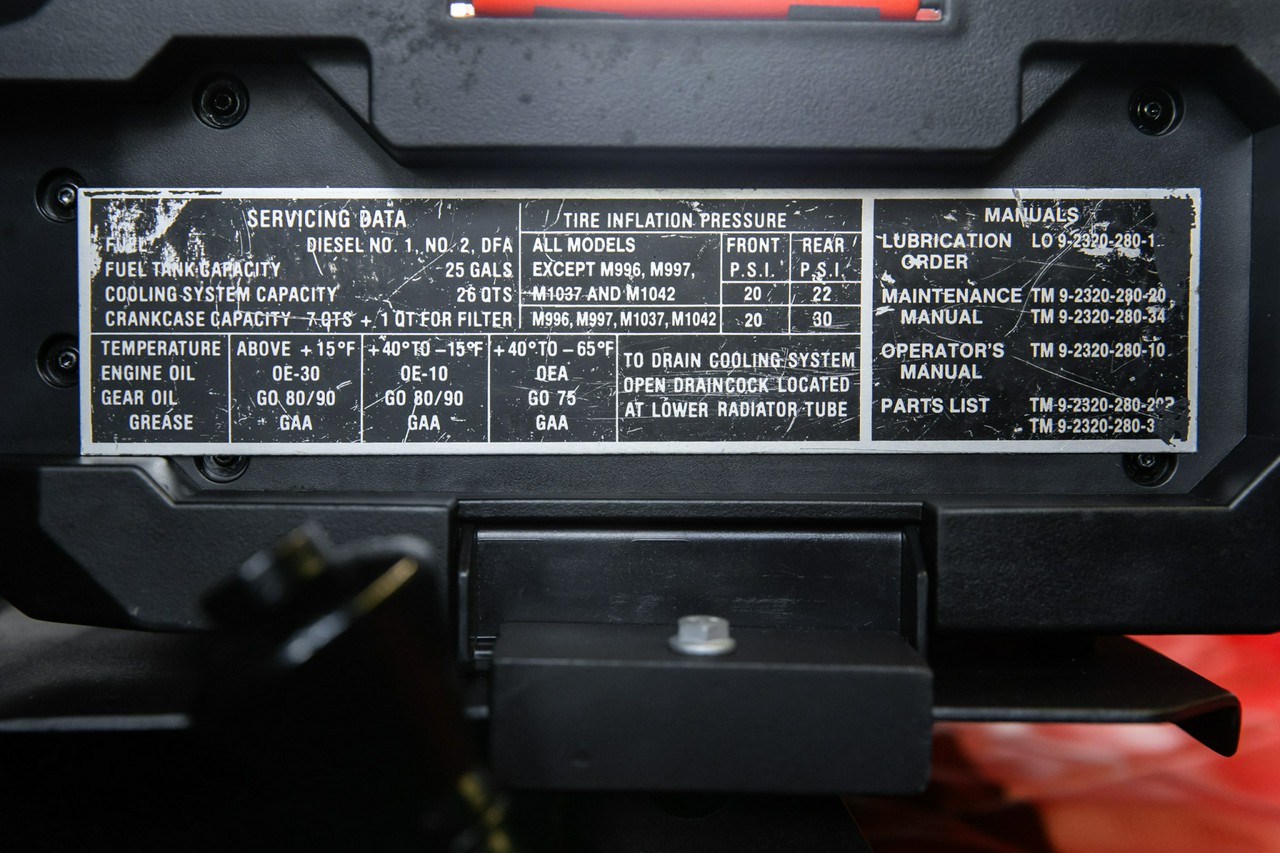 SERVICING DATA
FUEL DIESEL NO. 1, NO. 2, DFA
FUEL TANK CAPACITY 25 GALS
COOLING SYSTEM CAPACITY 26 QTS
CRANKCASE CAPACITY 7 QTS + 1 QT FOR FILTER
TIRE INFLATION PRESSURE
ALL MODELS FRONT REAR
EXCEPT M996, M997, P.S.I. P.S.I.
M1037 AND M1042 20 22
M996, M997, M1037, M1042 20 30
TEMPERATURE ABOVE +15°F +40°TO –15°F +40°TO –65°F
ENGINE OIL OE-30 OE-10 OEA
GEAR OIL GO 80/90 GO 80/90 GO 75
GREASE GAA GAA GAA
TO DRAIN COOLING SYSTEM
OPEN DRAINCOCK LOCATED
AT LOWER RADIATOR TUBE
MANUALS
LUBRICATION LO 9-2320-280-1
ORDER
MAINTENANCE TM 9-2320-280-20
MANUAL TM 9-2320-280-34
OPERATOR'S TM 9-2320-280-10
MANUAL
PARTS LIST TM 9-2320-280-20P
TM 9-2320-280-3